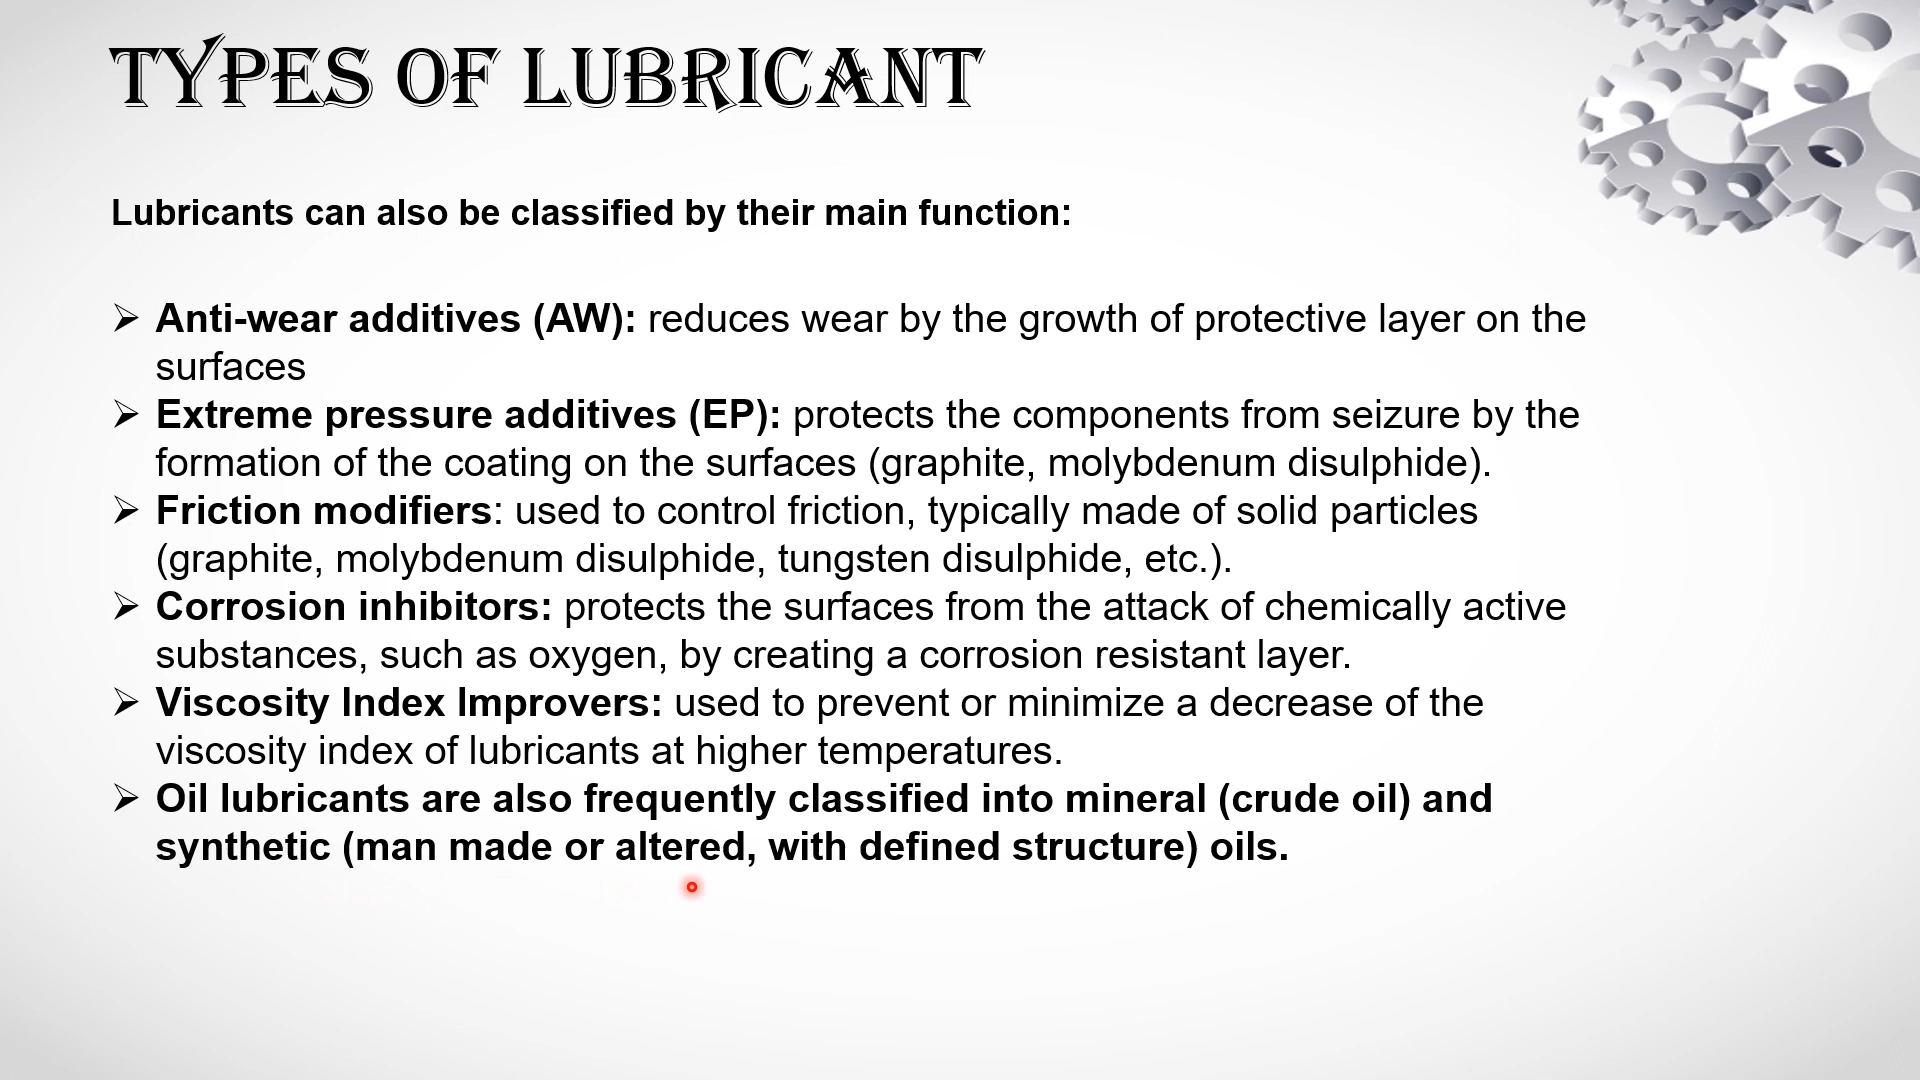 TYPES OF LUBRICANT
Lubricants can also be classified by their main function:
➢ Anti-wear additives (AW): reduces wear by the growth of protective layer on the
surfaces
➢ Extreme pressure additives (EP): protects the components from seizure by the
formation of the coating on the surfaces (graphite, molybdenum disulphide).
➢ Friction modifiers: used to control friction, typically made of solid particles
(graphite, molybdenum disulphide, tungsten disulphide, etc.).
➢ Corrosion inhibitors: protects the surfaces from the attack of chemically active
substances, such as oxygen, by creating a corrosion resistant layer.
➢ Viscosity Index Improvers: used to prevent or minimize a decrease of the
viscosity index of lubricants at higher temperatures.
➢ Oil lubricants are also frequently classified into mineral (crude oil) and
synthetic (man made or altered, with defined structure) oils.